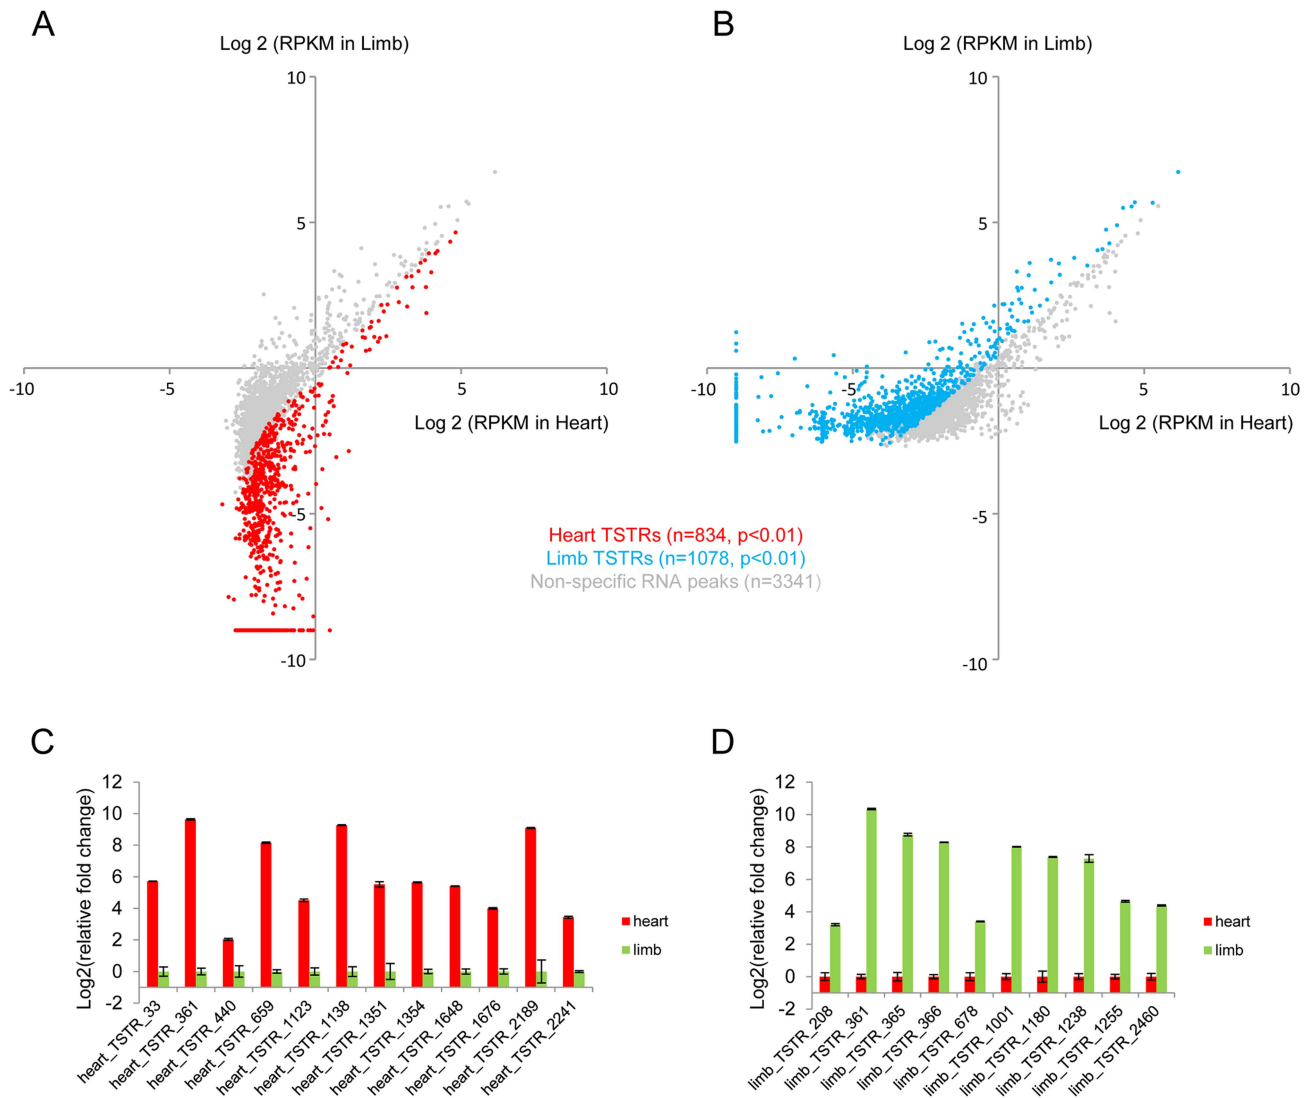 A
B
Log 2 (RPKM in Limb)
Log 2 (RPKM in Limb)
10
10
5
5
-10
-5
5
10
-10
-5
5
10
Log 2 (RPKM in Heart)
Log 2 (RPKM in Heart)
-5
-5
Heart TSTRs (n=834, p<0.01)
Limb TSTRs (n=1078, p<0.01)
Non-specific RNA peaks (n=3341)
-10
-10
C
D
Log2(relative fold change)
12
10
8
6
4
2
0
-2
heart
limb
heart_TSTR_33
heart_TSTR_361
heart_TSTR_440
heart_TSTR_659
heart_TSTR_1123
heart_TSTR_1138
heart_TSTR_1351
heart_TSTR_1354
heart_TSTR_1648
heart_TSTR_1676
heart_TSTR_2189
heart_TSTR_2241
Log2(relative fold change)
12
10
8
6
4
2
0
-2
heart
limb
limb_TSTR_208
limb_TSTR_361
limb_TSTR_365
limb_TSTR_366
limb_TSTR_678
limb_TSTR_1001
limb_TSTR_1180
limb_TSTR_1238
limb_TSTR_1255
limb_TSTR_2460